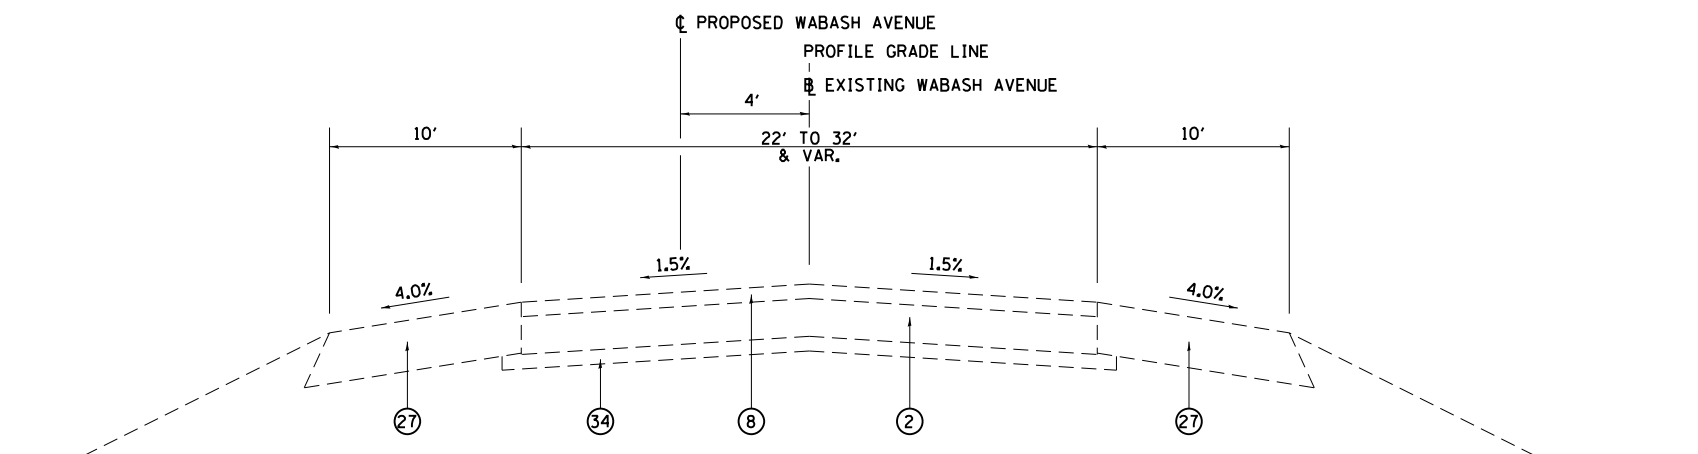 ℄ PROPOSED WABASH AVENUE
PROFILE GRADE LINE
BL EXISTING WABASH AVENUE
4'
10'
22' TO 32'
& VAR.
10'
4.0%
1.5%
1.5%
4.0%
27
34
8
2
27